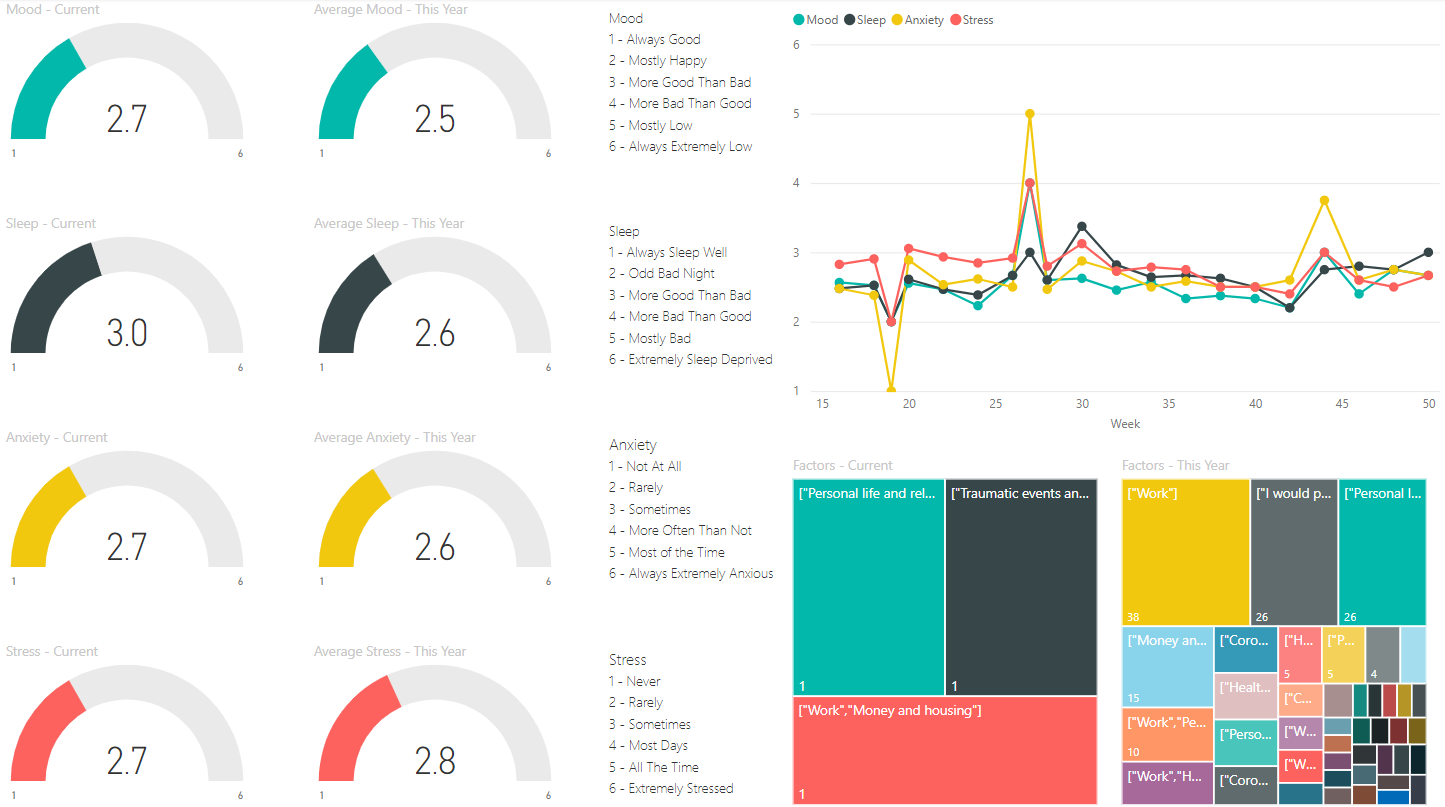 Mood - Current
2.7
1
6
Average Mood - This Year
2.5
1
6
Mood
1 - Always Good
2 - Mostly Happy
3 - More Good Than Bad
4 - More Bad Than Good
5 - Mostly Low
6 - Always Extremely Low
Sleep - Current
3.0
1
6
Average Sleep - This Year
2.6
1
6
Sleep
1 - Always Sleep Well
2 - Odd Bad Night
3 - More Good Than Bad
4 - More Bad Than Good
5 - Mostly Bad
6 - Extremely Sleep Deprived
Anxiety - Current
2.7
1
6
Average Anxiety - This Year
2.6
1
6
Anxiety
1 - Not At All
2 - Rarely
3 - Sometimes
4 - More Often Than Not
5 - Most of the Time
6 - Always Extremely Anxious
Stress - Current
2.7
1
6
Average Stress - This Year
2.8
1
6
Stress
1 - Never
2 - Rarely
3 - Sometimes
4 - Most Days
5 - All The Time
6 - Extremely Stressed
Mood Sleep Anxiety Stress
6
5
4
3
2
1
15 20 25 30 35 40 45 50
Week
Factors - Current
["Personal life and rel...
1
["Traumatic events an...
1
["Work","Money and housing"]
1
Factors - This Year
["Work"]
38
["I would p...
26
["Personal l...
26
["Money an...
15
["Work","Pe...
10
["Work","H...
["Coro...
["Healt...
["Perso...
["Coro...
["H...
5
["P...
5
4
["C...
["W...
["W...